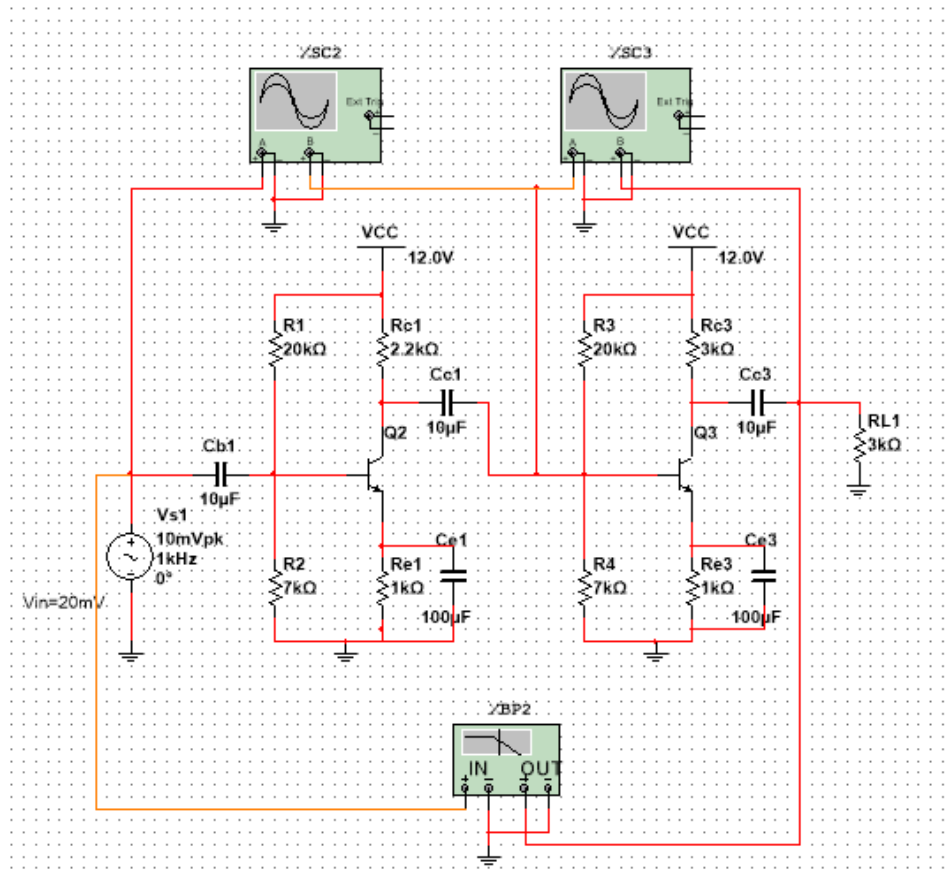 XSC2
XSC3
Ext Trig
+
−
A
B
+
−
+
−
Ext Trig
+
−
A
B
+
−
+
−
VCC
12.0V
VCC
12.0V
R1
20kΩ
Rc1
2.2kΩ
R3
20kΩ
Rc3
3kΩ
Cc1
10µF
Cc3
10µF
RL1
3kΩ
Q2
Q3
Cb1
10µF
Vs1
10mVpk
1kHz
0°
Vin=20mV
R2
7kΩ
Re1
1kΩ
Ce1
100µF
R4
7kΩ
Re3
1kΩ
Ce3
100µF
XBP2
IN
OUT
+
−
+
−